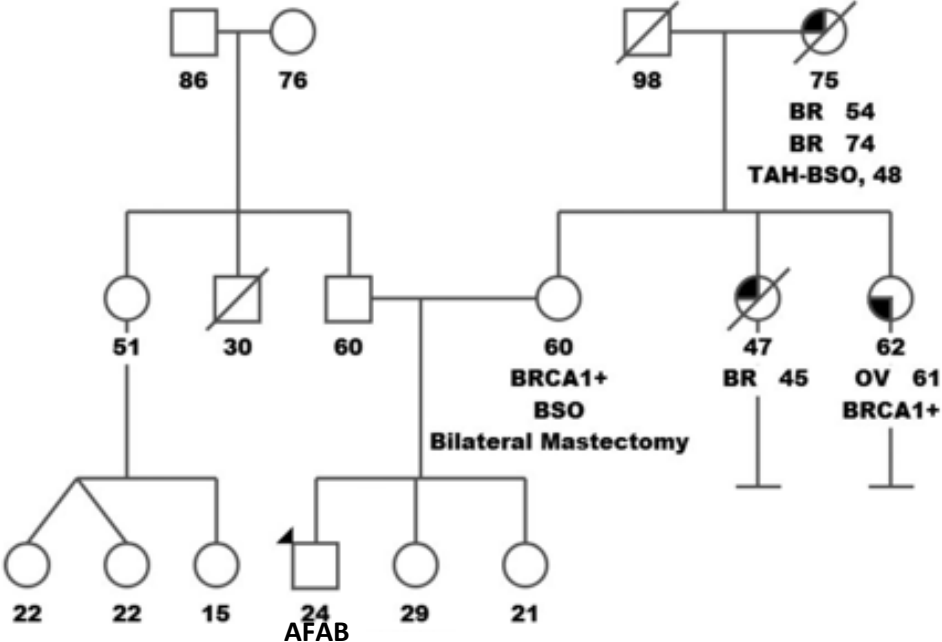 86 76 98 75
BR 54
BR 74
TAH-BSO, 48
51 30 60 60 47 62
BRCA1+ BR 45 OV 61
BSO BRCA1+
Bilateral Mastectomy
22 22 15 24 29 21
AFAB